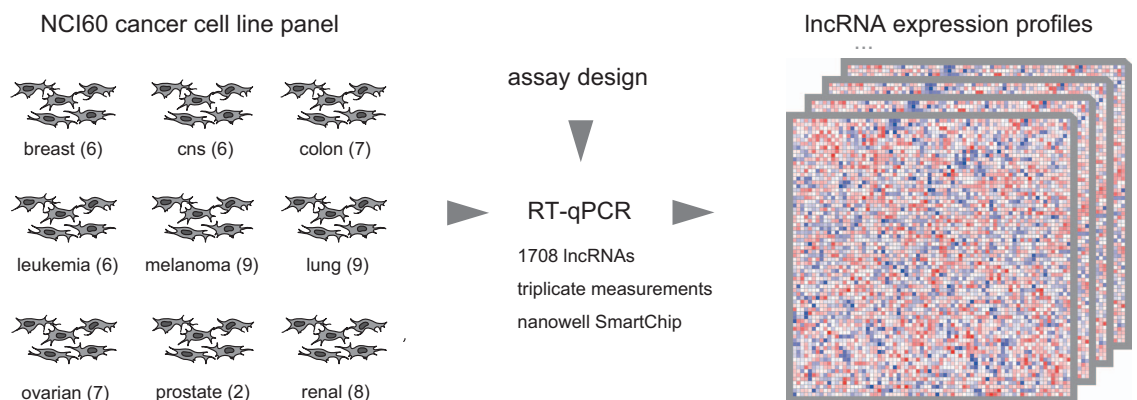 NCI60 cancer cell line panel
breast (6)
cns (6)
colon (7)
leukemia (6)
melanoma (9)
lung (9)
ovarian (7)
prostate (2)
renal (8)
,
assay design
RT-qPCR
1708 lncRNAs
triplicate measurements
nanowell SmartChip
lncRNA expression profiles
...